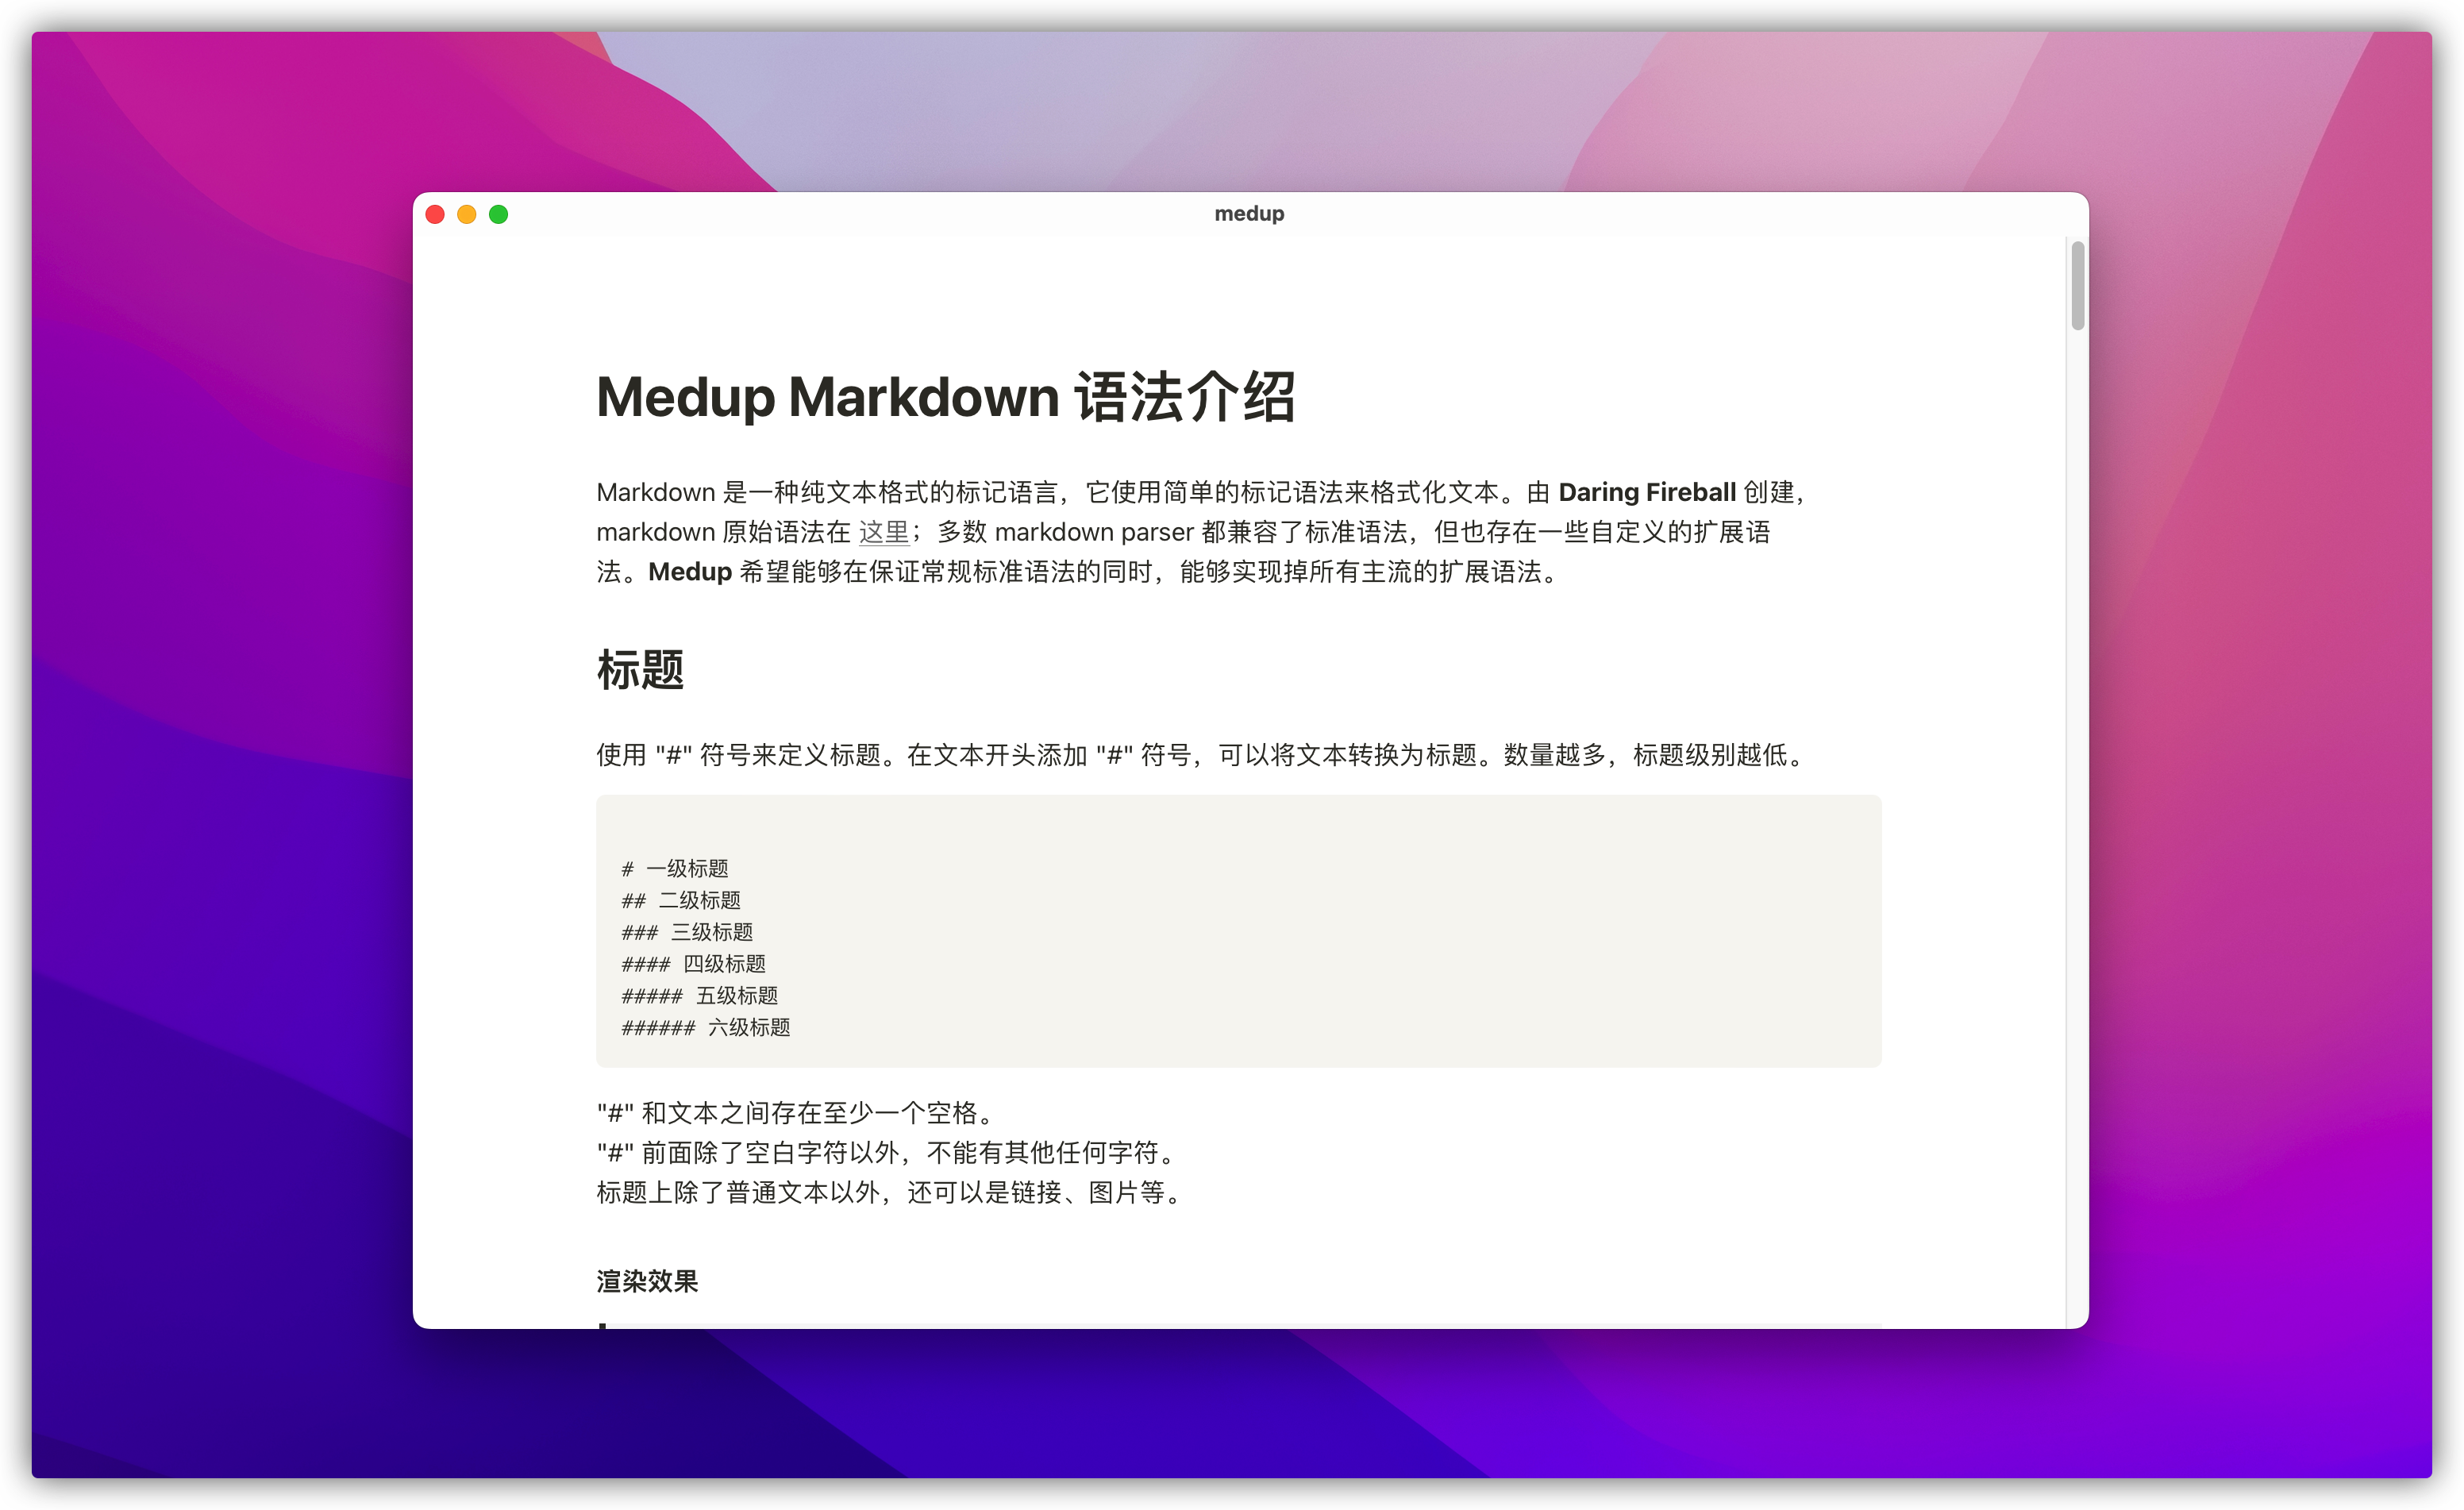 medup
Medup Markdown 语法介绍
Markdown 是一种纯文本格式的标记语言，它使用简单的标记语法来格式化文本。由 Daring Fireball 创建，
markdown 原始语法在 这里；多数 markdown parser 都兼容了标准语法，但也存在一些自定义的扩展语
法。Medup 希望能够在保证常规标准语法的同时，能够实现掉所有主流的扩展语法。
标题
使用 "#" 符号来定义标题。在文本开头添加 "#" 符号，可以将文本转换为标题。数量越多，标题级别越低。
# 一级标题
## 二级标题
### 三级标题
#### 四级标题
##### 五级标题
###### 六级标题
"#" 和文本之间存在至少一个空格。
"#" 前面除了空白字符以外，不能有其他任何字符。
标题上除了普通文本以外，还可以是链接、图片等。
渲染效果